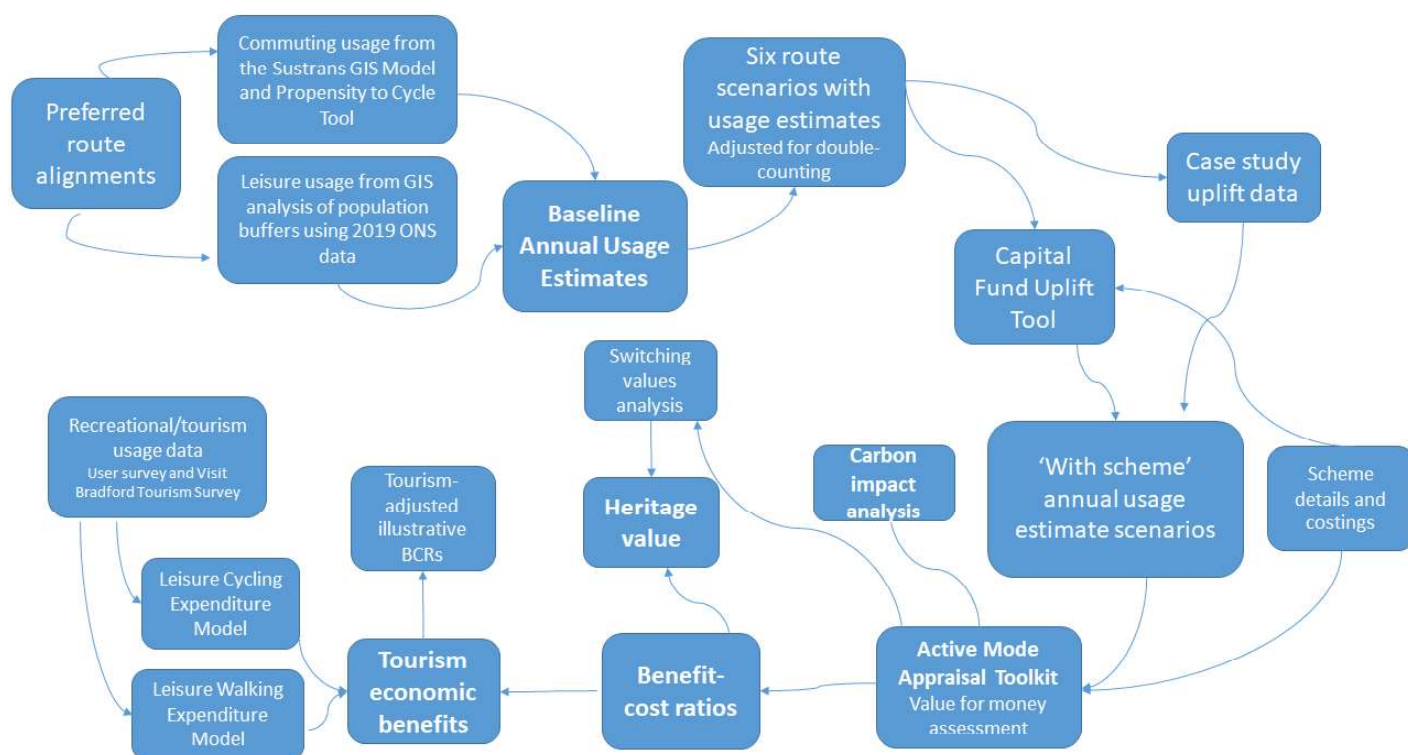 Preferred
route
alignments
Commuting usage from
the Sustrans GIS Model
and Propensity to Cycle
Tool
Leisure usage from GIS
analysis of population
buffers using 2019 ONS
data
Baseline
Annual Usage
Estimates
Six route
scenarios with
usage estimates
Adjusted for double-
counting
Case study
uplift data
Capital
Fund Uplift
Tool
Switching
values
analysis
Recreational/tourism
usage data
User survey and Visit
Bradford Tourism Survey
Tourism-
adjusted
illustrative
BCRs
Heritage
value
Carbon
impact
analysis
‘With scheme’
annual usage
estimate scenarios
Scheme
details and
costings
Leisure Cycling
Expenditure
Model
Leisure Walking
Expenditure
Model
Tourism
economic
benefits
Benefit-
cost ratios
Active Mode
Appraisal Toolkit
Value for money
assessment